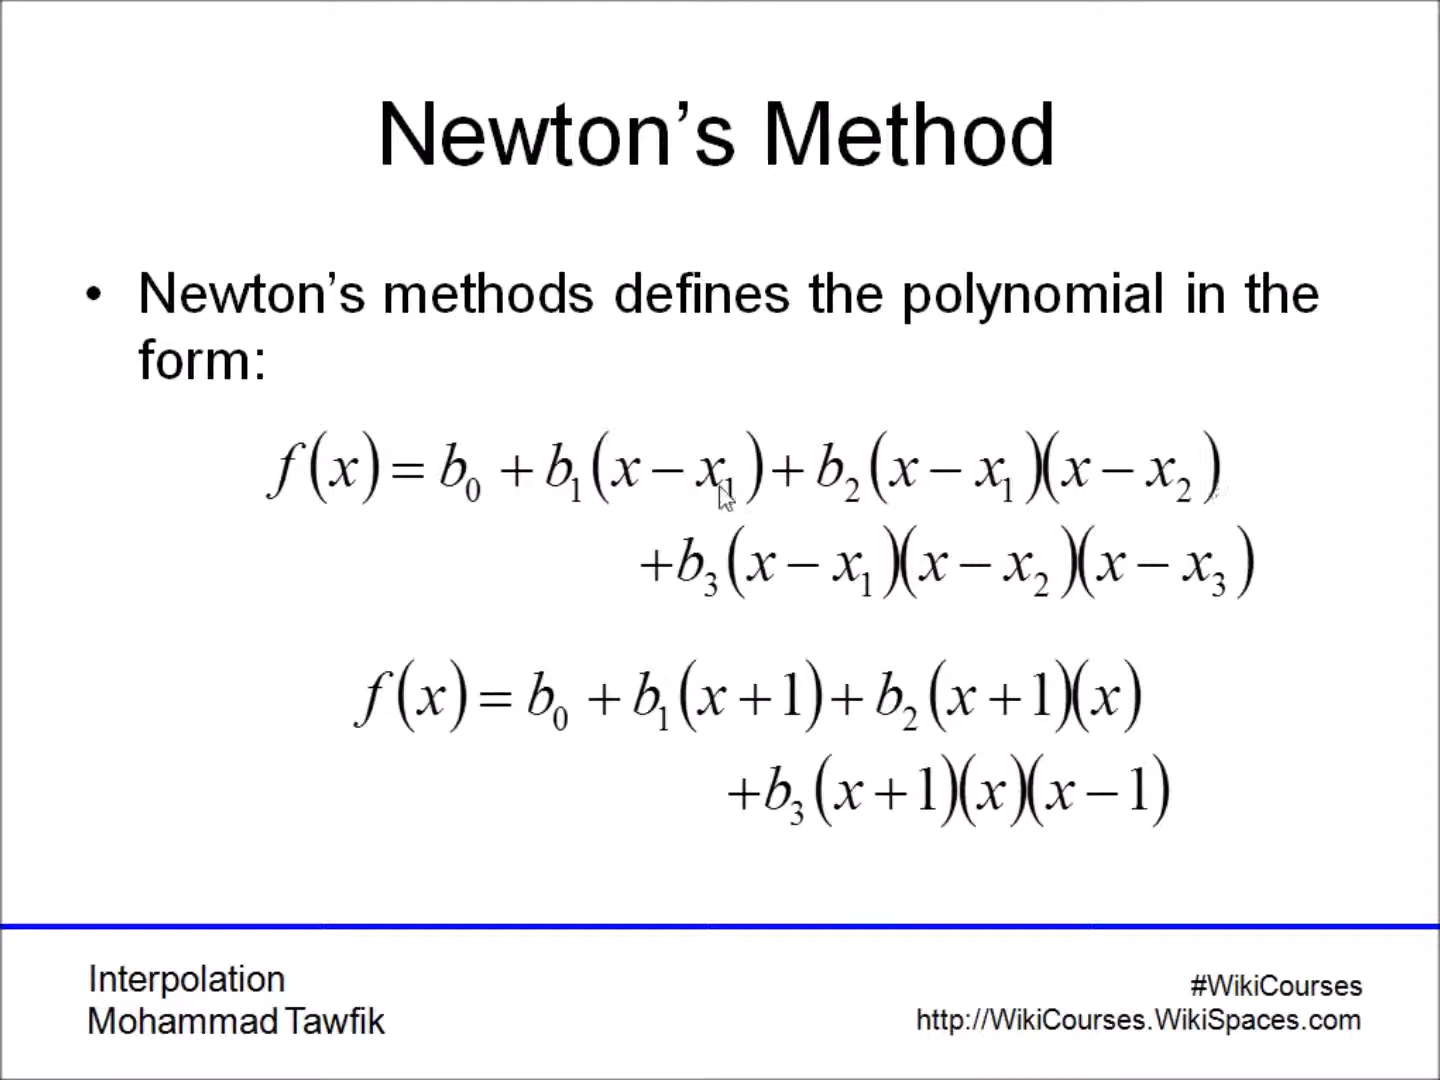 Newton's Method
• Newton's methods defines the polynomial in the
form:
f(x) = b₀ + b₁(x − x₁) + b₂(x − x₁)(x − x₂)
+b₃(x − x₁)(x − x₂)(x − x₃)
f(x) = b₀ + b₁(x + 1) + b₂(x + 1)(x)
+b₃(x + 1)(x)(x − 1)
Interpolation
Mohammad Tawfik
#WikiCourses
http://WikiCourses.WikiSpaces.com